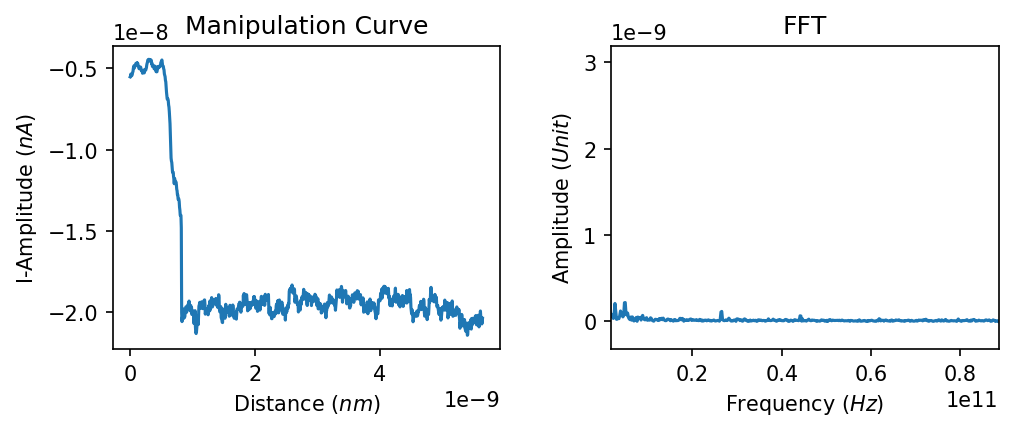 Manipulation Curve
1e−8
−0.5
−1.0
−1.5
−2.0
I-Amplitude (nA)
0 2 4
Distance (nm)
1e−9
FFT
1e−9
3
2
1
0
Amplitude (Unit)
0.2 0.4 0.6 0.8
Frequency (Hz)
1e11